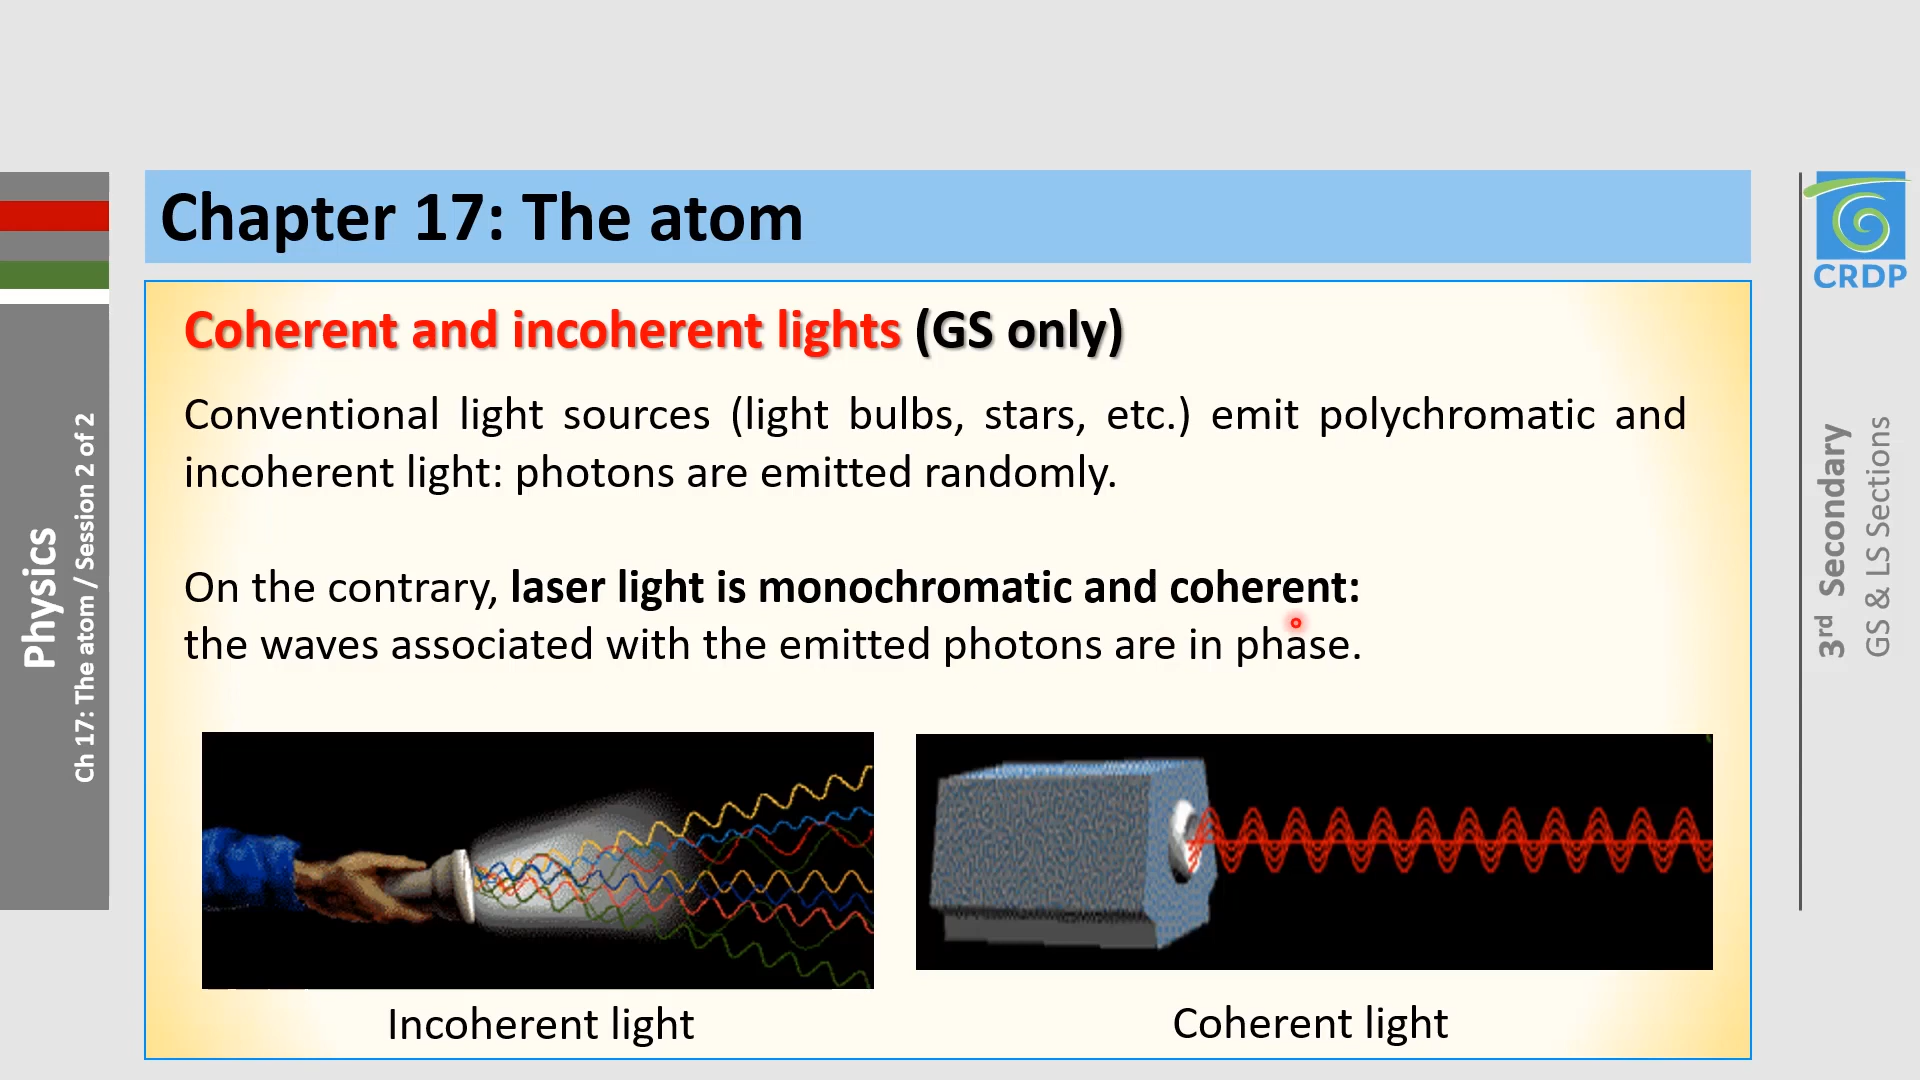 Chapter 17: The atom
Coherent and incoherent lights (GS only)
Conventional light sources (light bulbs, stars, etc.) emit polychromatic and
incoherent light: photons are emitted randomly.
On the contrary, laser light is monochromatic and coherent:
the waves associated with the emitted photons are in phase.
Incoherent light
Coherent light
Physics
Ch 17: The atom / Session 2 of 2
CRDP
3rd Secondary
GS & LS Sections